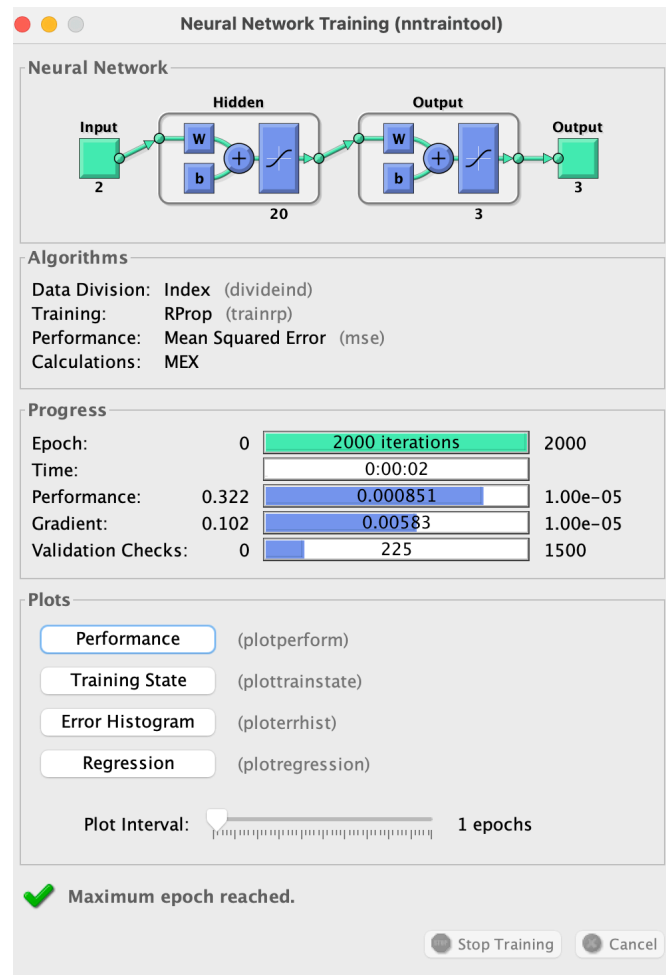 Neural Network Training (nntraintool)
Neural Network
Hidden Output
Input W b + 20 W b + 3 Output
2 3
Algorithms
Data Division: Index (divideind)
Training: RProp (trainrp)
Performance: Mean Squared Error (mse)
Calculations: MEX
Progress
Epoch: 0 2000 iterations 2000
Time: 0:00:02
Performance: 0.322 0.000851 1.00e-05
Gradient: 0.102 0.00583 1.00e-05
Validation Checks: 0 225 1500
Plots
Performance (plotperform)
Training State (plottrainstate)
Error Histogram (ploterrhist)
Regression (plotregression)
Plot Interval: 1 epochs
Maximum epoch reached.
Stop Training Cancel